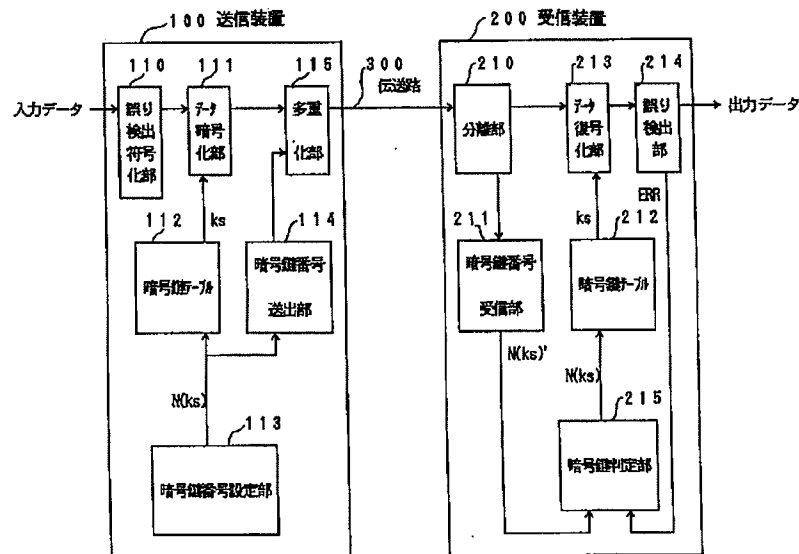 100 送信装置
200 受信装置
110
111
115
300
210
213
214
入力データ
誤り
検出
符号
化部
データ
暗号
化部
多重
化部
伝送路
分離部
データ
復号
化部
誤り
検出
部
出力データ
ks
ERR
ks
112
114
211
212
暗号鍵テーブル
暗号鍵番号
送出部
暗号鍵番号
受信部
暗号鍵テーブル
N(ks)
N(ks)'
N(ks)
113
215
暗号鍵番号設定部
暗号鍵判定部